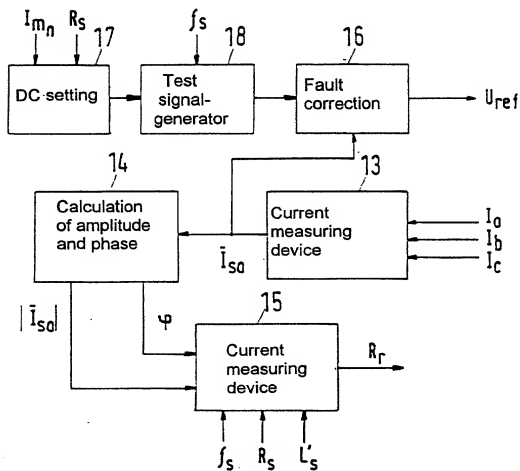 I_mn R_s
17
DC setting
f_s
18
Test
signal-
generator
16
Fault
correction
U_ref
14
Calculation
of amplitude
and phase
Ī_sa
13
Current
measuring
device
I_a
I_b
I_c
|Ī_sa|
φ
15
Current
measuring
device
R_r
f_s R_s L'_s